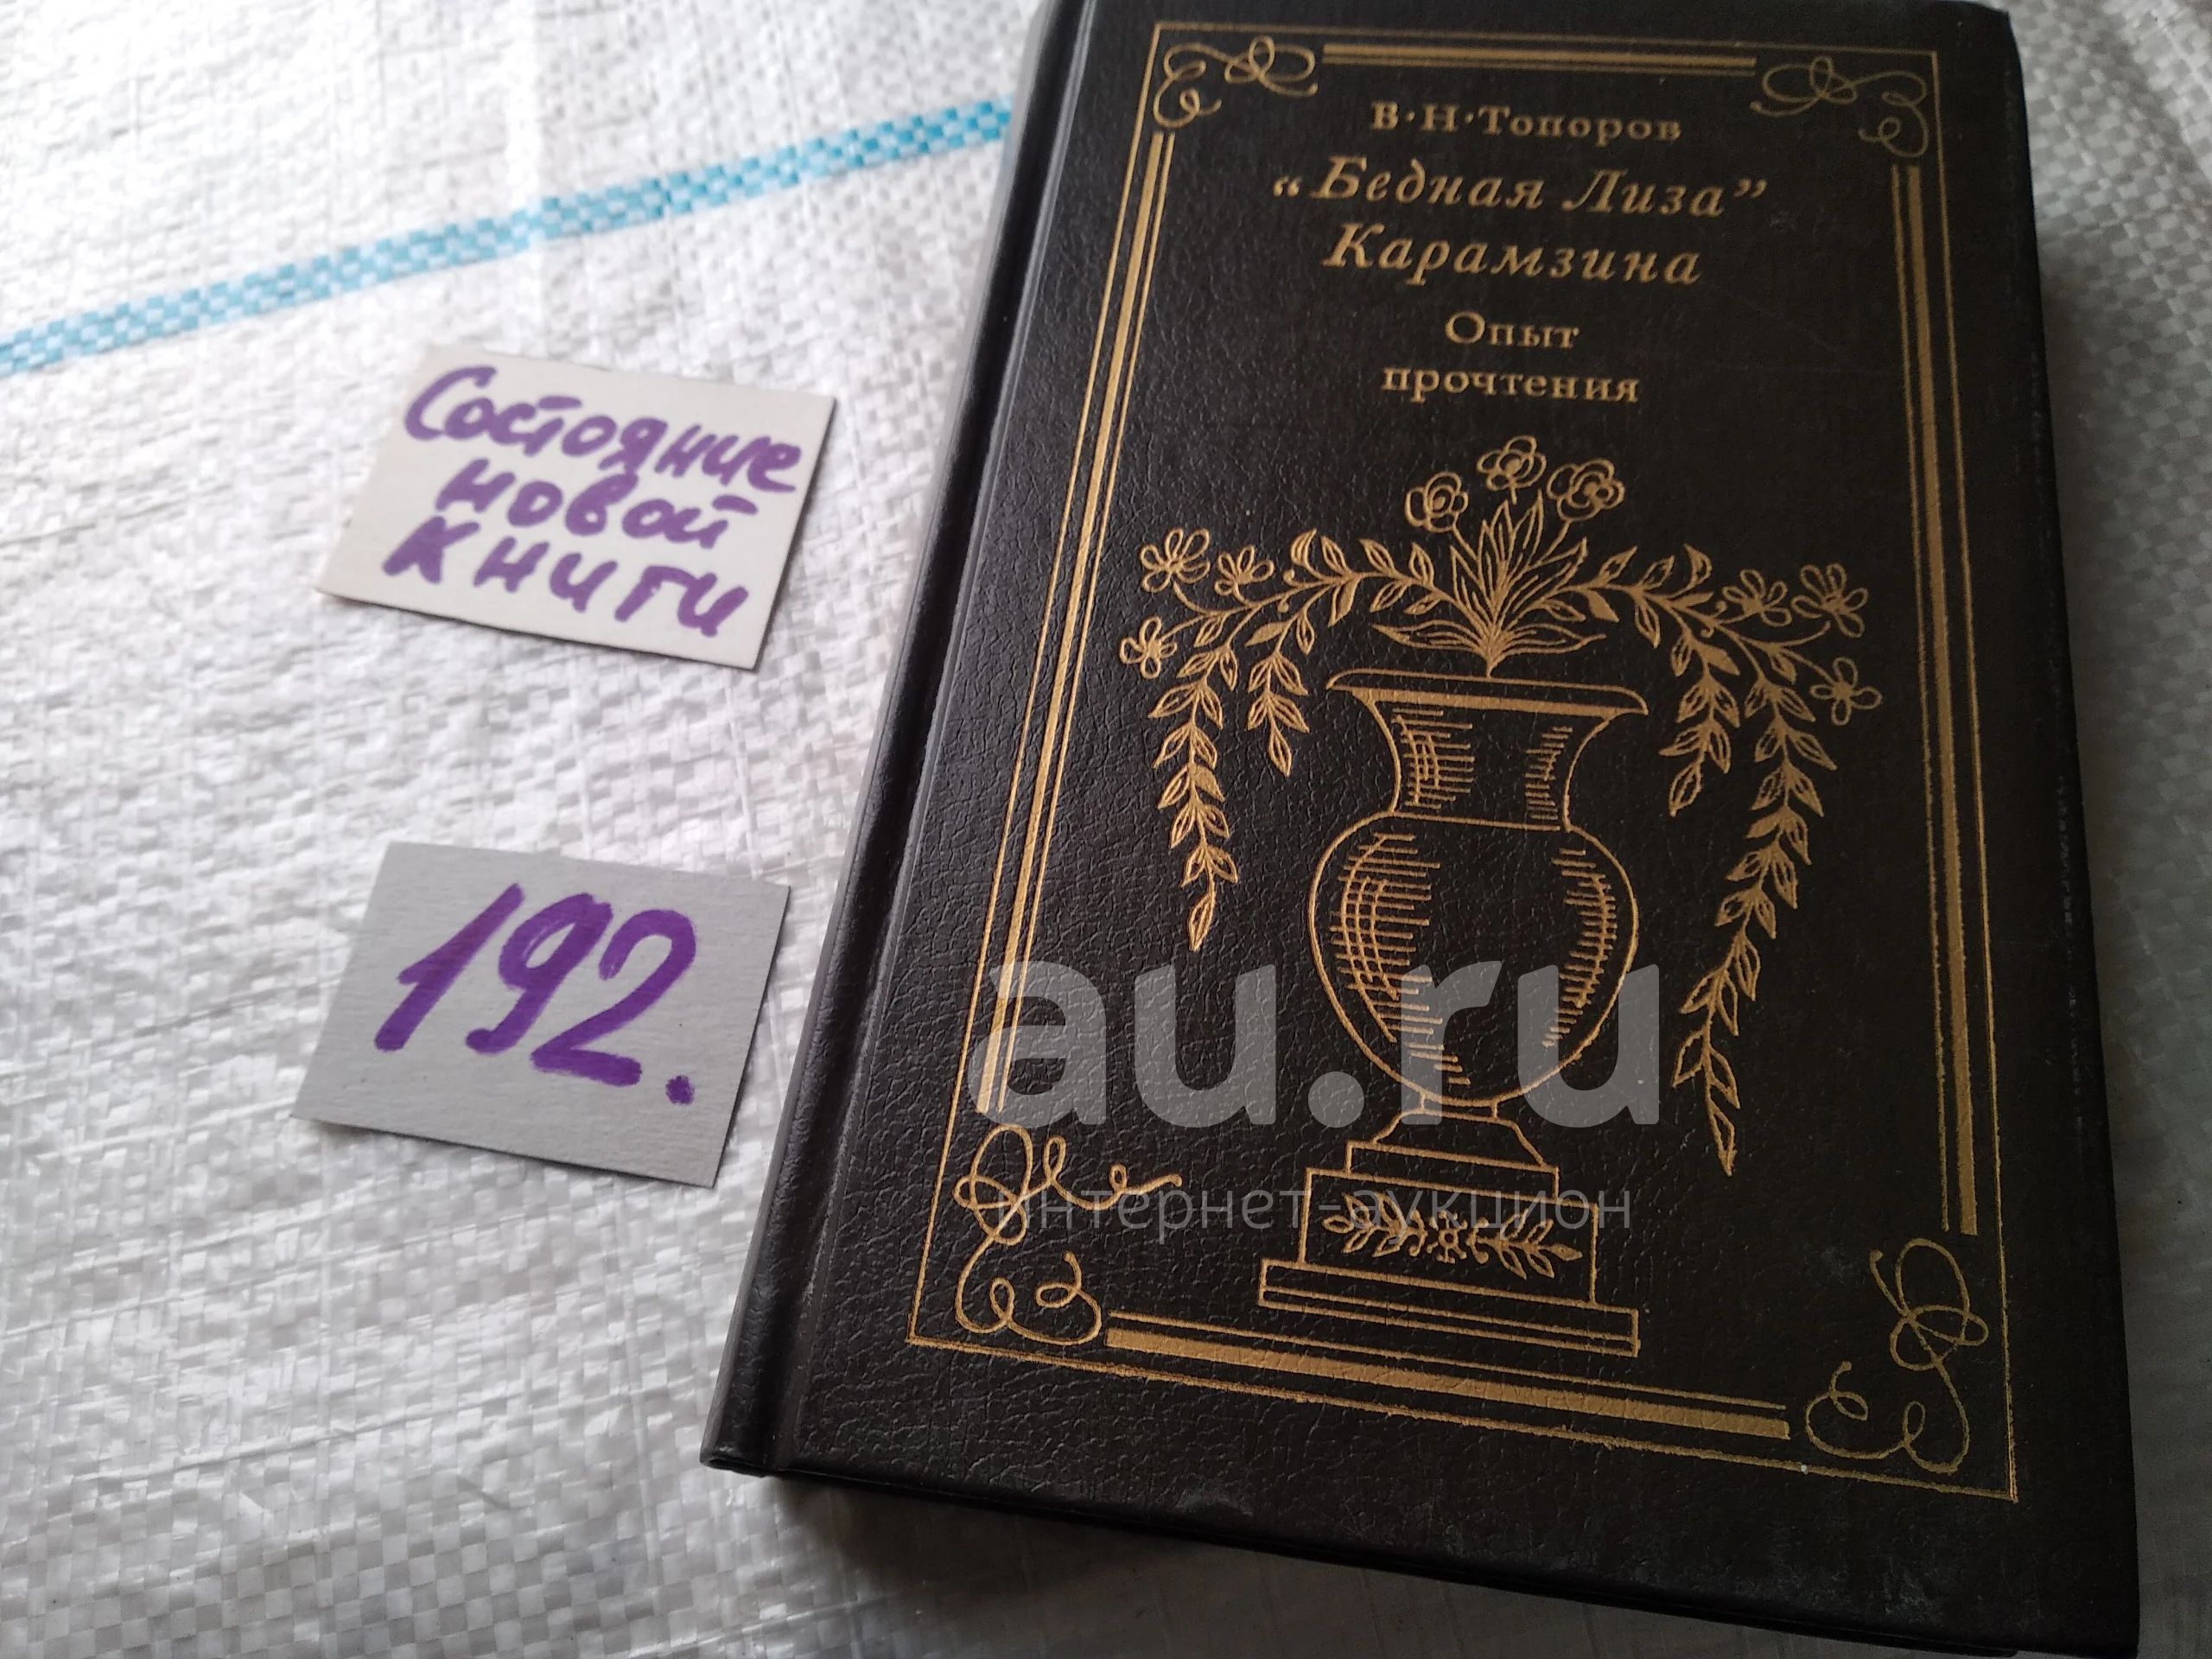 В·Н·Топоров
„Бедная Лиза”
Карамзина
Опыт
прочтения
Состояние
новой
книги
192.
au.ru
интернет-аукцион